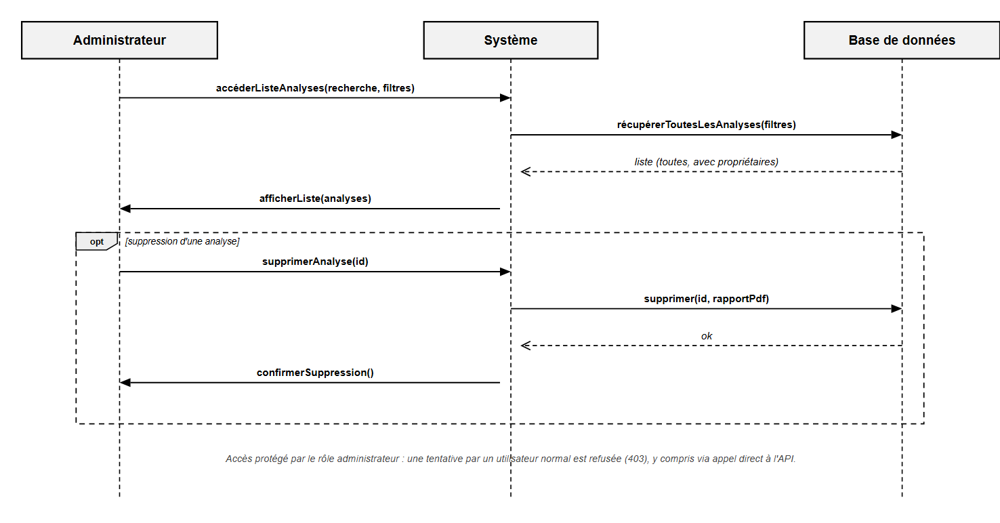 Administrateur
Système
Base de données
accéderListeAnalyses(recherche, filtres)
récupérerToutesLesAnalyses(filtres)
liste (toutes, avec propriétaires)
afficherListe(analyses)
opt
[suppression d'une analyse]
supprimerAnalyse(id)
supprimer(id, rapportPdf)
ok
confirmerSuppression()
Accès protégé par le rôle administrateur : une tentative par un utilisateur normal est refusée (403), y compris via appel direct à l'API.